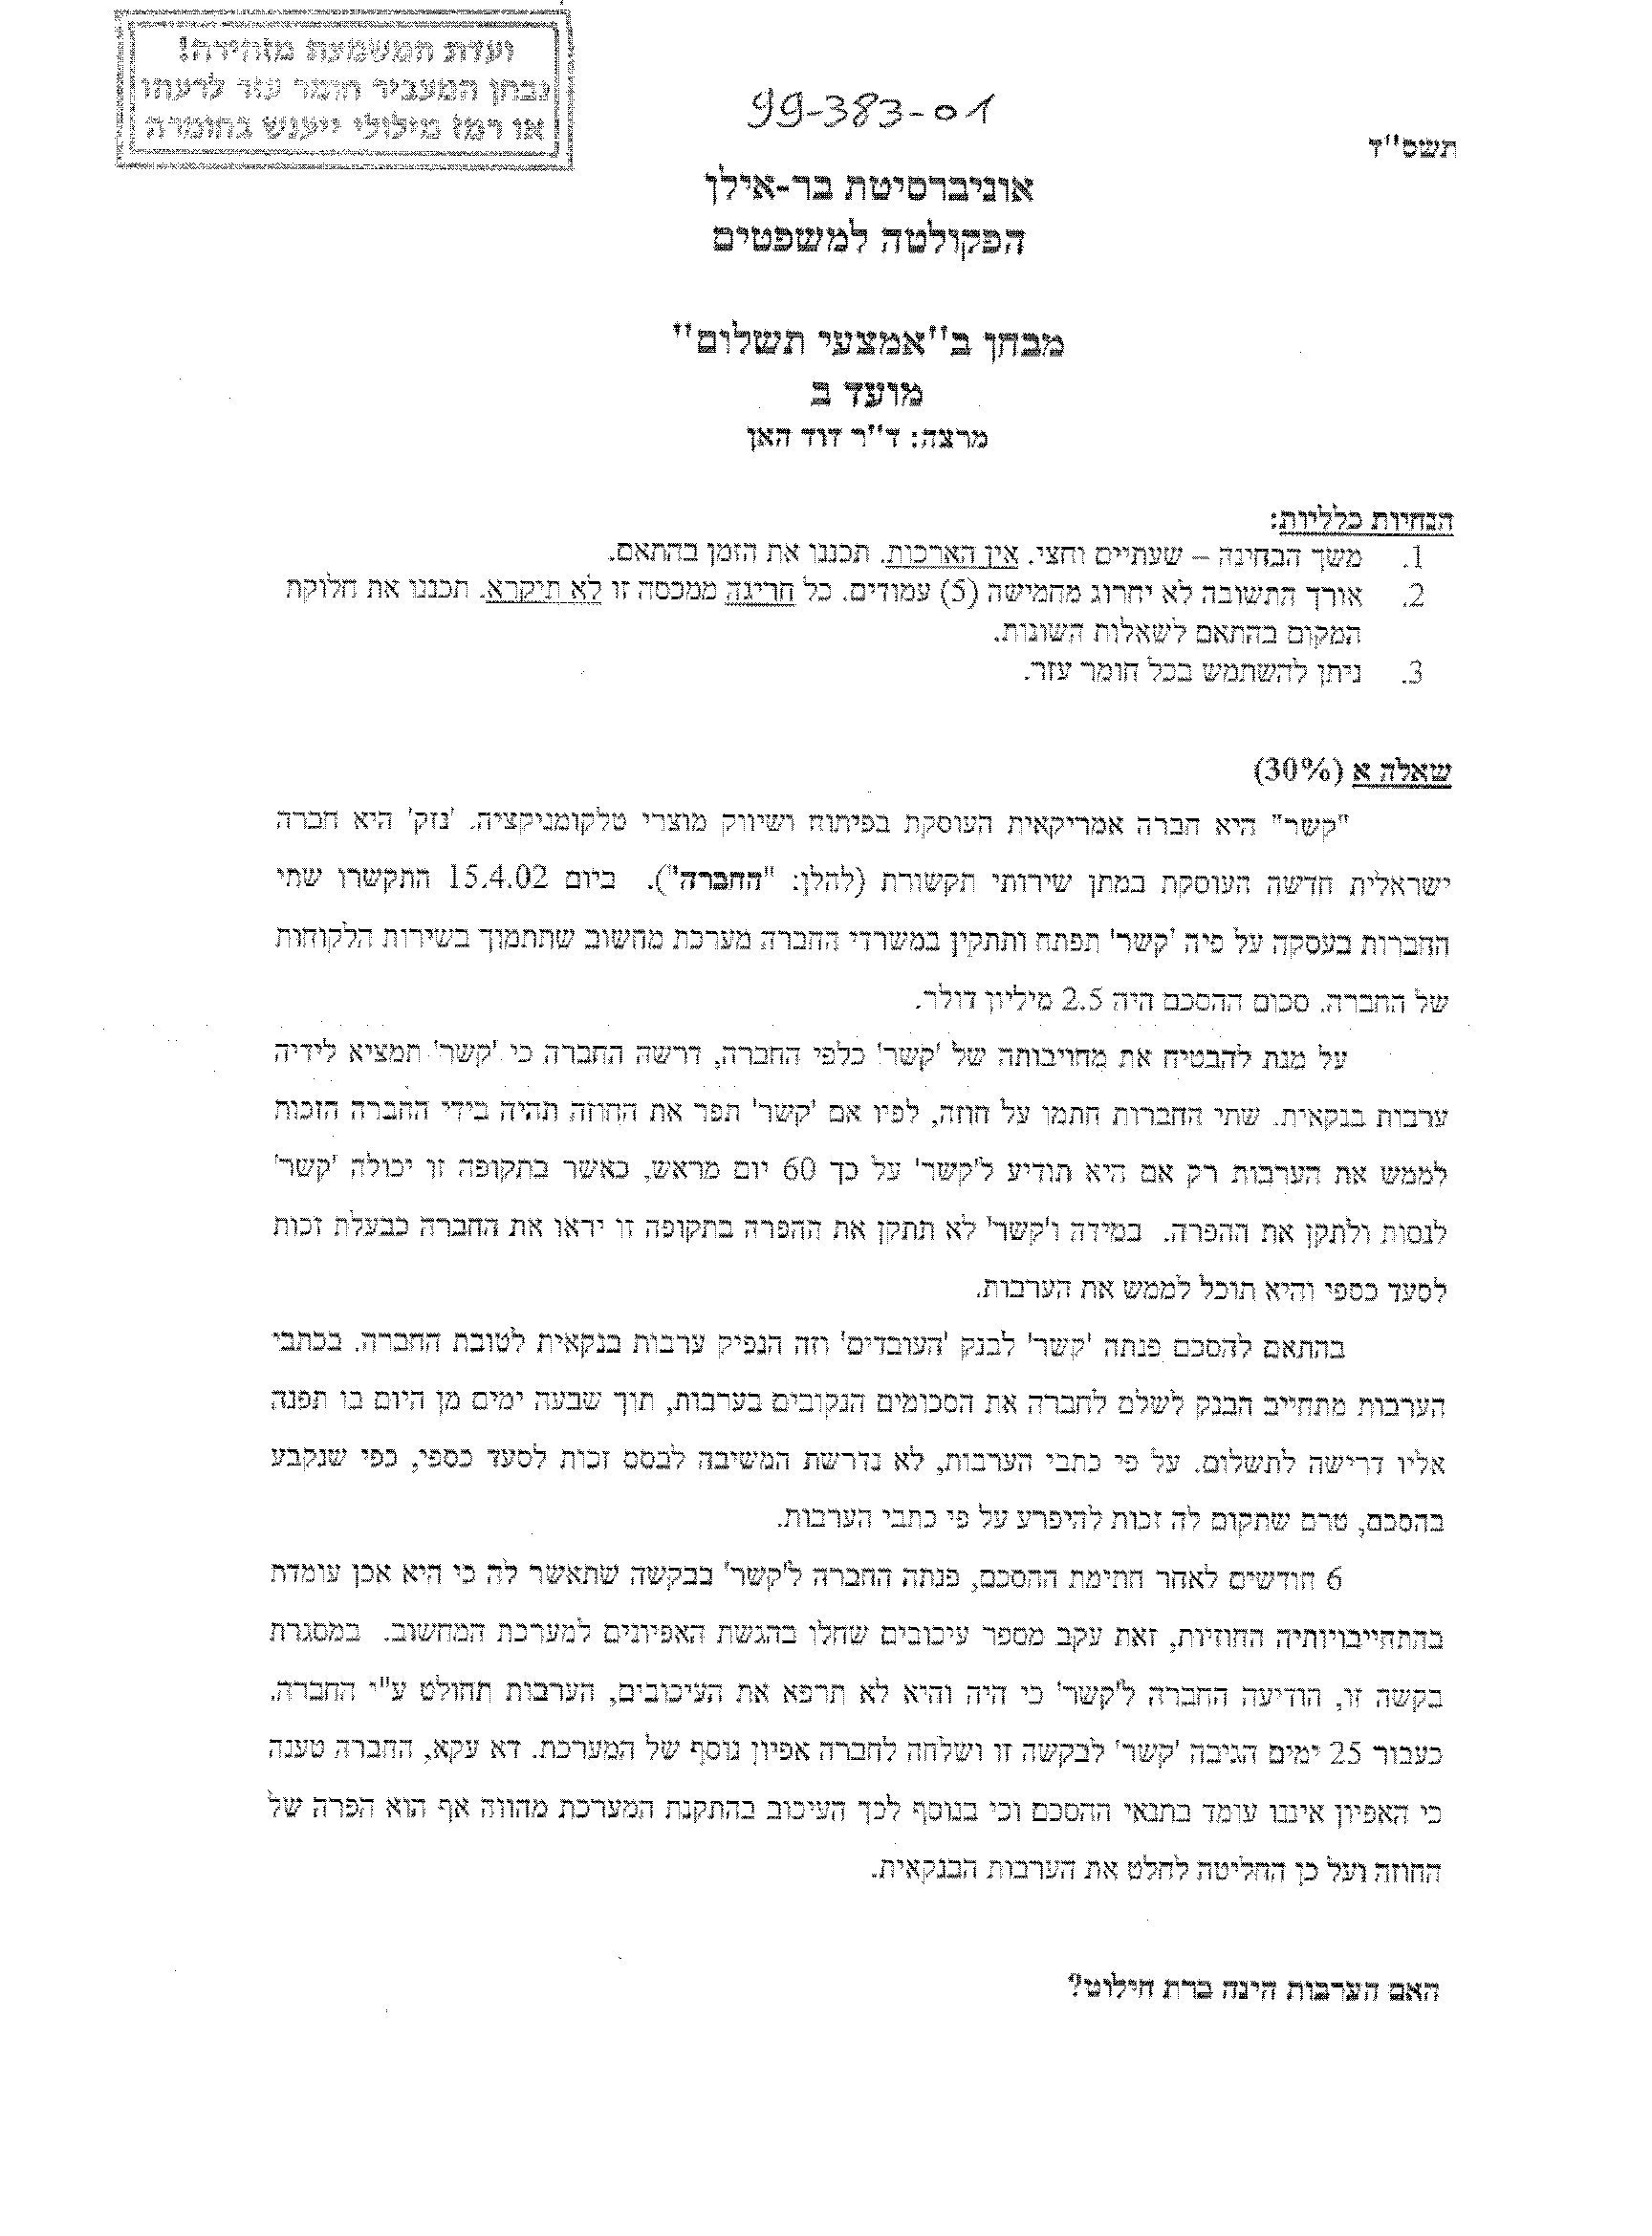 ועדת המשמעת מזהירה!
נבחן המעביר חומר עזר לרעהו
או רמז מילולי ייענש בחומרה
99-383-01
תשס"ד
אוניברסיטת בר-אילן
הפקולטה למשפטים
מבחן ב"אמצעי תשלום"
מועד ב
מרצה: ד"ר דוד האן
הנחיות כלליות:
1. משך הבחינה – שעתיים וחצי. אין הארכות. תכננו את הזמן בהתאם.
2. אורך התשובה לא יחרוג מחמישה (5) עמודים. כל חריגה ממכסה זו לא תיקרא. תכננו את חלוקת
המקום בהתאם לשאלות השונות.
3. ניתן להשתמש בכל חומר עזר.
שאלה א (30%)
"קשר" היא חברה אמריקאית העוסקת בפיתוח ושיווק מוצרי טלקומניקציה. 'נזק' היא חברה
ישראלית חדשה העוסקת במתן שירותי תקשורת (להלן: "החברה"). ביום 15.4.02 התקשרו שתי
החברות בעסקה על פיה 'קשר' תפתח ותתקין במשרדי החברה מערכת מחשוב שתתמוך בשירות הלקוחות
של החברה. סכום ההסכם היה 2.5 מיליון דולר.
על מנת להבטיח את מחויבותה של 'קשר' כלפי החברה, דרשה החברה כי 'קשר' תמציא לידיה
ערבות בנקאית. שתי החברות חתמו על חוזה, לפיו אם 'קשר' תפר את החוזה תהיה בידי החברה הזכות
לממש את הערבות רק אם היא תודיע ל'קשר' על כך 60 יום מראש, כאשר בתקופה זו יכולה 'קשר'
לנסות ולתקן את ההפרה. במידה ו'קשר' לא תתקן את ההפרה בתקופה זו יראו את החברה כבעלת זכות
לסעד כספי והיא תוכל לממש את הערבות.
בהתאם להסכם פנתה 'קשר' לבנק 'העובדים' וזה הנפיק ערבות בנקאית לטובת החברה. בכתבי
הערבות מתחייב הבנק לשלם לחברה את הסכומים הנקובים בערבות, תוך שבעה ימים מן היום בו תפנה
אליו דרישה לתשלום. על פי כתבי הערבות, לא נדרשת המשיבה לבסס זכות לסעד כספי, כפי שנקבע
בהסכם, טרם שתקום לה זכות להיפרע על פי כתבי הערבות.
6 חודשים לאחר חתימת ההסכם, פנתה החברה ל'קשר' בבקשה שתאשר לה כי היא אכן עומדת
בהתחייבויותיה החוזיות, זאת עקב מספר עיכובים שחלו בהגשת האפיונים למערכת המחשוב. במסגרת
בקשה זו, הודיעה החברה ל'קשר' כי היה והיא לא תרפא את העיכובים, הערבות תחולט ע"י החברה.
כעבור 25 ימים הגיבה 'קשר' לבקשה זו ושלחה לחברה אפיון נוסף של המערכת. דא עקא, החברה טענה
כי האפיון איננו עומד בתנאי ההסכם וכי בנוסף לכך העיכוב בהתקנת המערכת מהווה אף הוא הפרה של
החוזה ועל כן החליטה לחלט את הערבות הבנקאית.
האם הערבות הינה ברת חילוט?